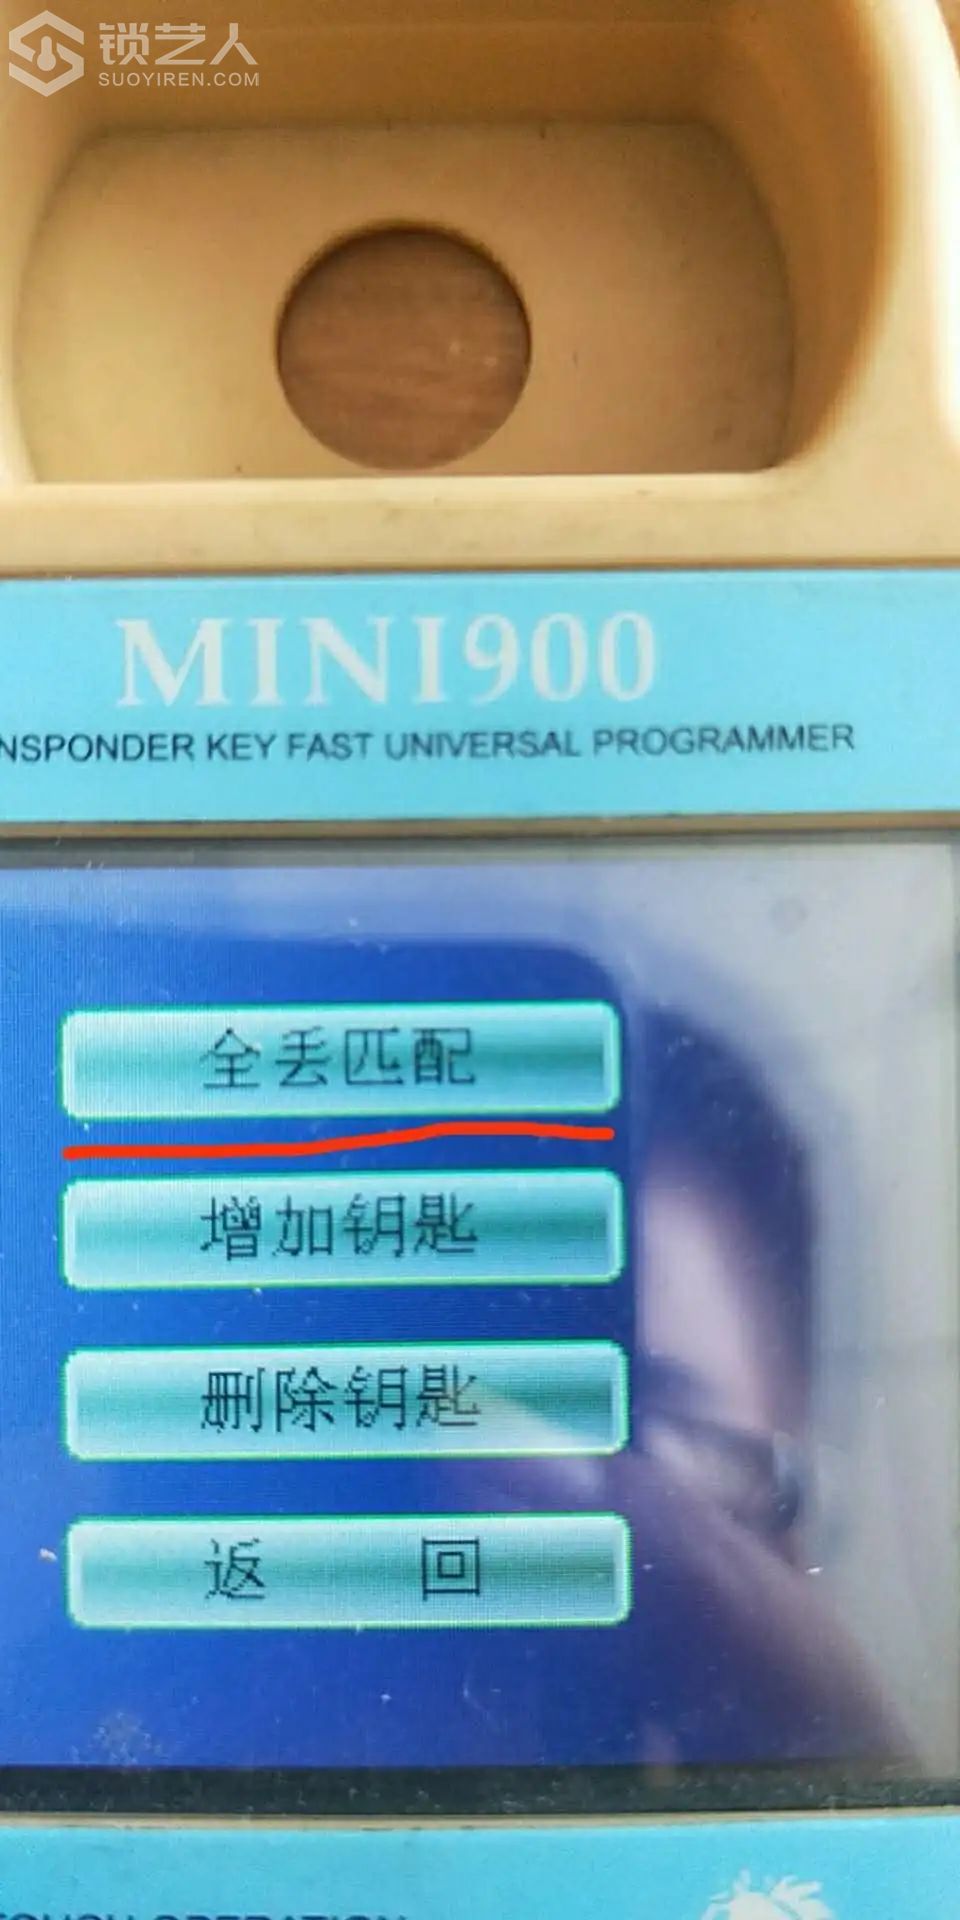 锁艺人
SUOYIREN.COM
MINI900
NSPONDER KEY FAST UNIVERSAL PROGRAMMER
全丢匹配
增加钥匙
删除钥匙
返 回
OPERATION